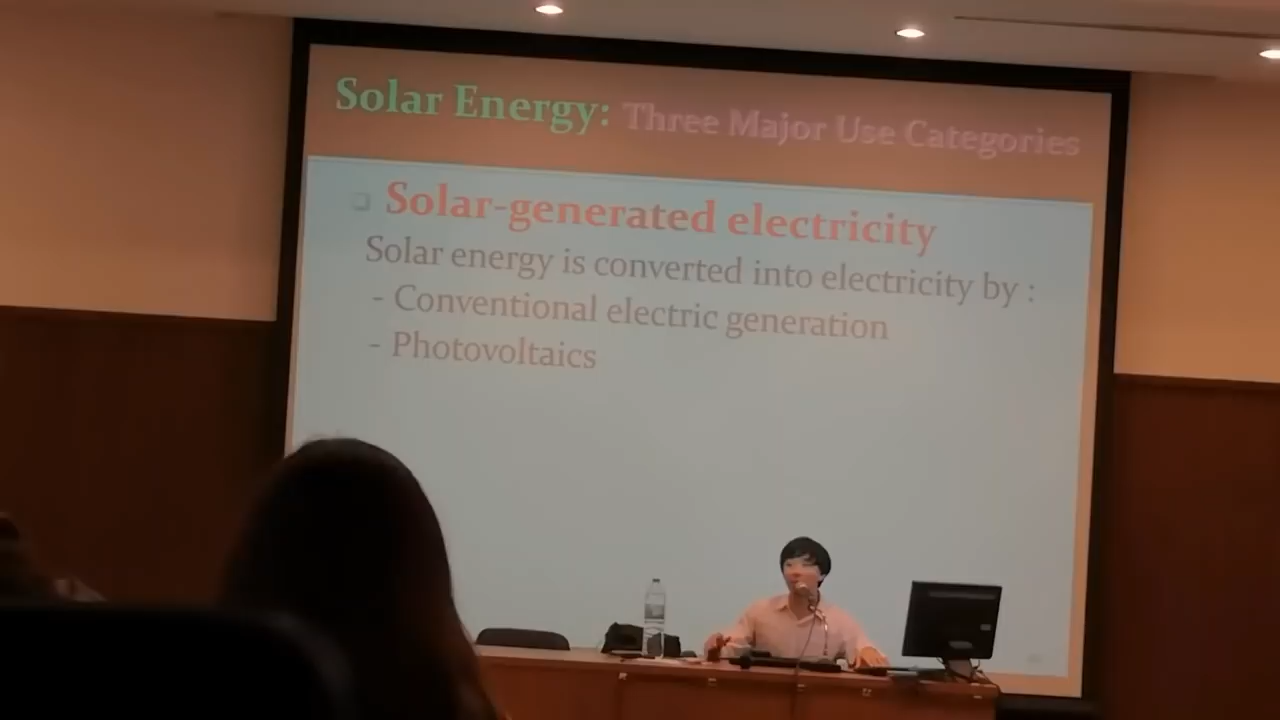 Solar Energy: Three Major Use Categories
Solar-generated electricity
Solar energy is converted into electricity by :
- Conventional electric generation
- Photovoltaics